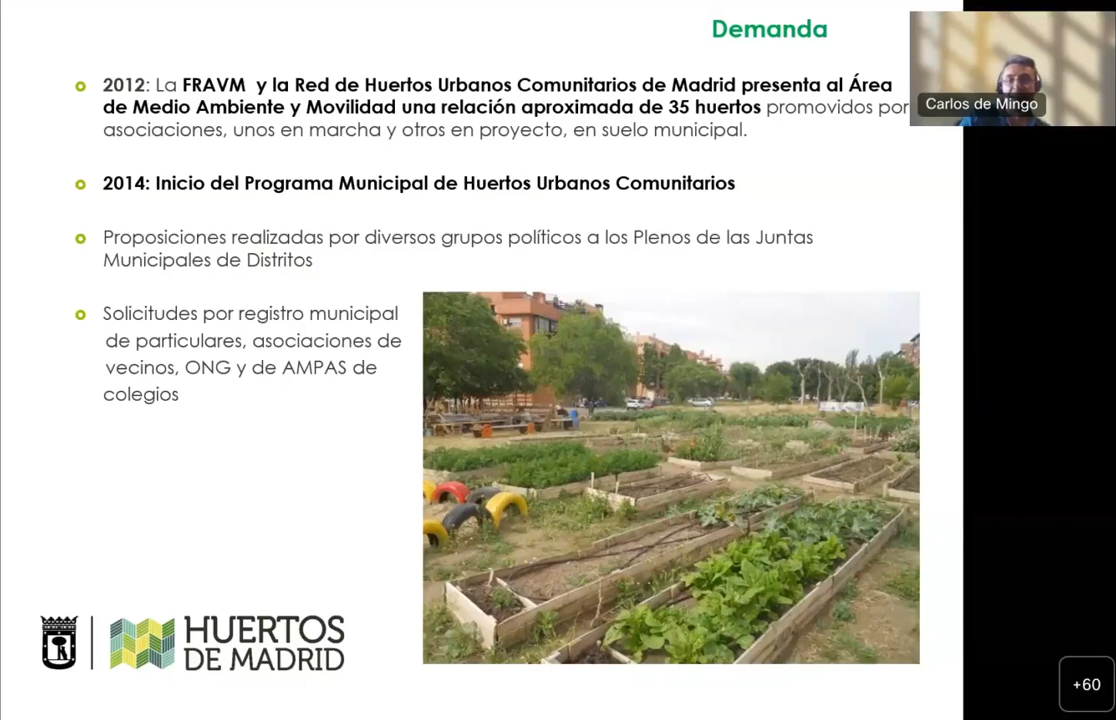 Demanda
2012: La FRAVM y la Red de Huertos Urbanos Comunitarios de Madrid presenta al Área
de Medio Ambiente y Movilidad una relación aproximada de 35 huertos promovidos por
asociaciones, unos en marcha y otros en proyecto, en suelo municipal.
Carlos de Mingo
2014: Inicio del Programa Municipal de Huertos Urbanos Comunitarios
Proposiciones realizadas por diversos grupos políticos a los Plenos de las Juntas
Municipales de Distritos
Solicitudes por registro municipal
de particulares, asociaciones de
vecinos, ONG y de AMPAS de
colegios
HUERTOS
DE MADRID
+60